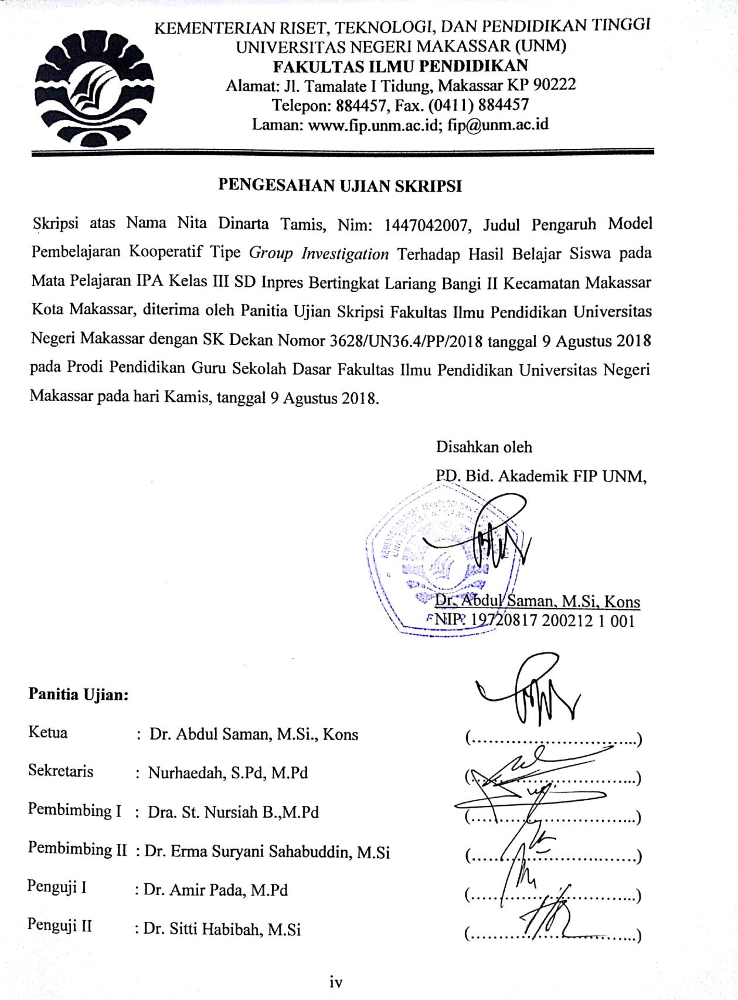 KEMENTERIAN RISET, TEKNOLOGI, DAN PENDIDIKAN TINGGI
UNIVERSITAS NEGERI MAKASSAR (UNM)
FAKULTAS ILMU PENDIDIKAN
Alamat: Jl. Tamalate I Tidung, Makassar KP 90222
Telepon: 884457, Fax. (0411) 884457
Laman: www.fip.unm.ac.id; fip@unm.ac.id
PENGESAHAN UJIAN SKRIPSI
Skripsi atas Nama Nita Dinarta Tamis, Nim: 1447042007, Judul Pengaruh Model
Pembelajaran Kooperatif Tipe Group Investigation Terhadap Hasil Belajar Siswa pada
Mata Pelajaran IPA Kelas III SD Inpres Bertingkat Lariang Bangi II Kecamatan Makassar
Kota Makassar, diterima oleh Panitia Ujian Skripsi Fakultas Ilmu Pendidikan Universitas
Negeri Makassar dengan SK Dekan Nomor 3628/UN36.4/PP/2018 tanggal 9 Agustus 2018
pada Prodi Pendidikan Guru Sekolah Dasar Fakultas Ilmu Pendidikan Universitas Negeri
Makassar pada hari Kamis, tanggal 9 Agustus 2018.
Disahkan oleh
PD. Bid. Akademik FIP UNM,
KEMENTERIAN RISET, TEKNOLOGI DAN
UNIVERSITAS NEGERI
Dr. Abdul Saman, M.Si, Kons
NIP. 19720817 200212 1 001
Panitia Ujian:
Ketua : Dr. Abdul Saman, M.Si., Kons (..............................)
Sekretaris : Nurhaedah, S.Pd, M.Pd (..............................)
Pembimbing I : Dra. St. Nursiah B.,M.Pd (..............................)
Pembimbing II : Dr. Erma Suryani Sahabuddin, M.Si (..............................)
Penguji I : Dr. Amir Pada, M.Pd (..............................)
Penguji II : Dr. Sitti Habibah, M.Si (..............................)
iv